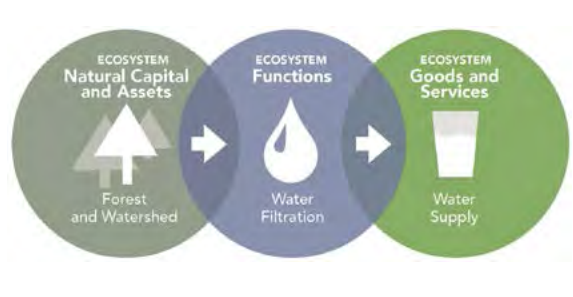 ECOSYSTEM
Natural Capital
and Assets
Forest
and Watershed
ECOSYSTEM
Functions
Water
Filtration
ECOSYSTEM
Goods and
Services
Water
Supply